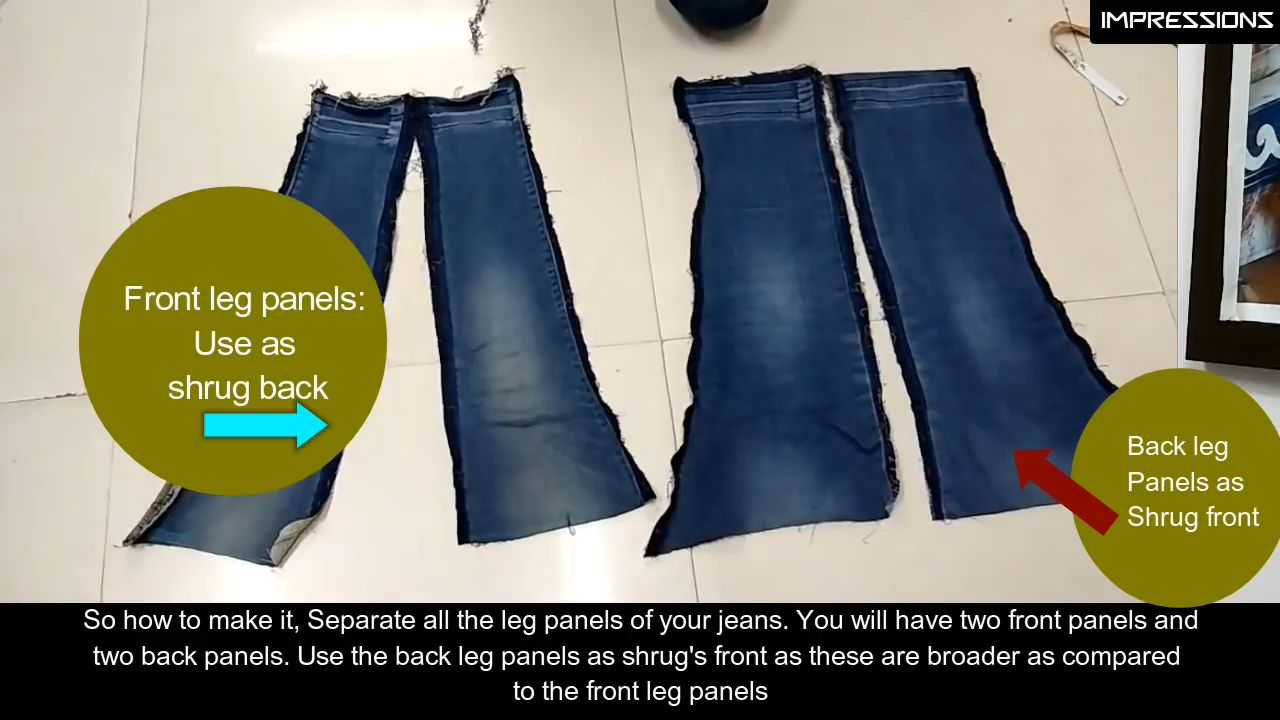 IMPRESSIONS
Front leg panels:
Use as
shrug back
Back leg
Panels as
Shrug front
So how to make it, Separate all the leg panels of your jeans. You will have two front panels and
two back panels. Use the back leg panels as shrug's front as these are broader as compared
to the front leg panels